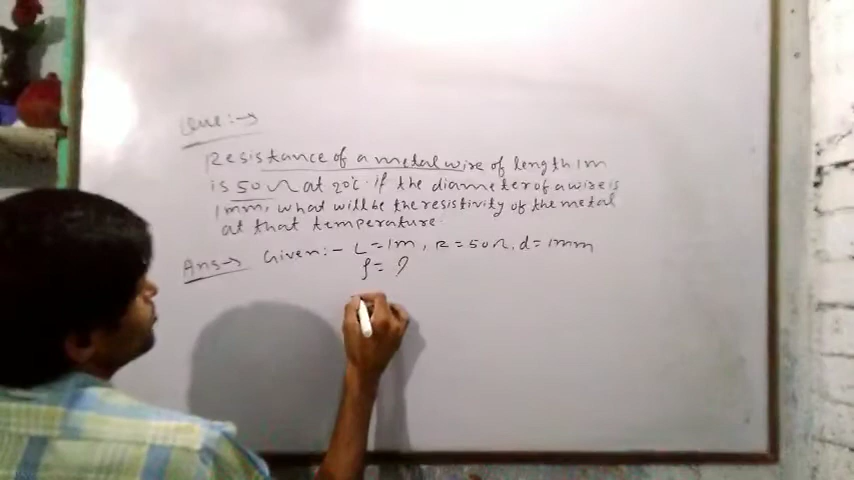 Que:→
Resistance of a metal wire of length 1m
is 50Ω at 20°c. if the diameter of a wire is
1mm, what will be the resistivity of the metal
at that temperature.
Ans→ Given:- L=1m, R=50Ω, d=1mm
ρ= ?